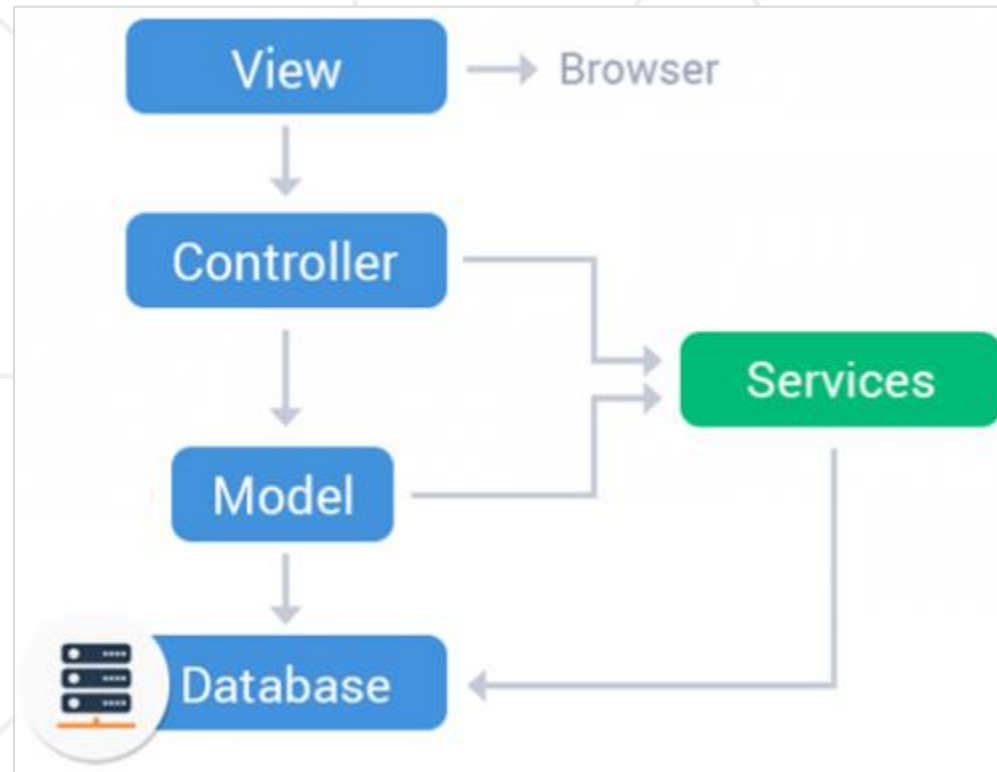 View
Browser
Controller
Services
Model
Database